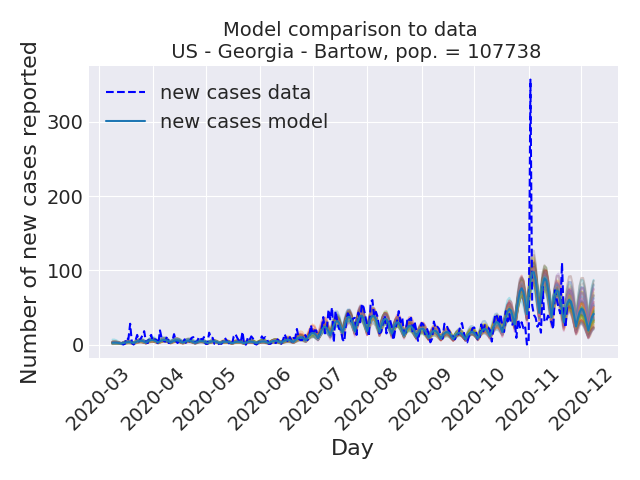 Model comparison to data
US - Georgia - Bartow, pop. = 107738
Number of new cases reported
new cases data
new cases model
300
200
100
0
2020-03
2020-04
2020-05
2020-06
2020-07
2020-08
2020-09
2020-10
2020-11
2020-12
Day